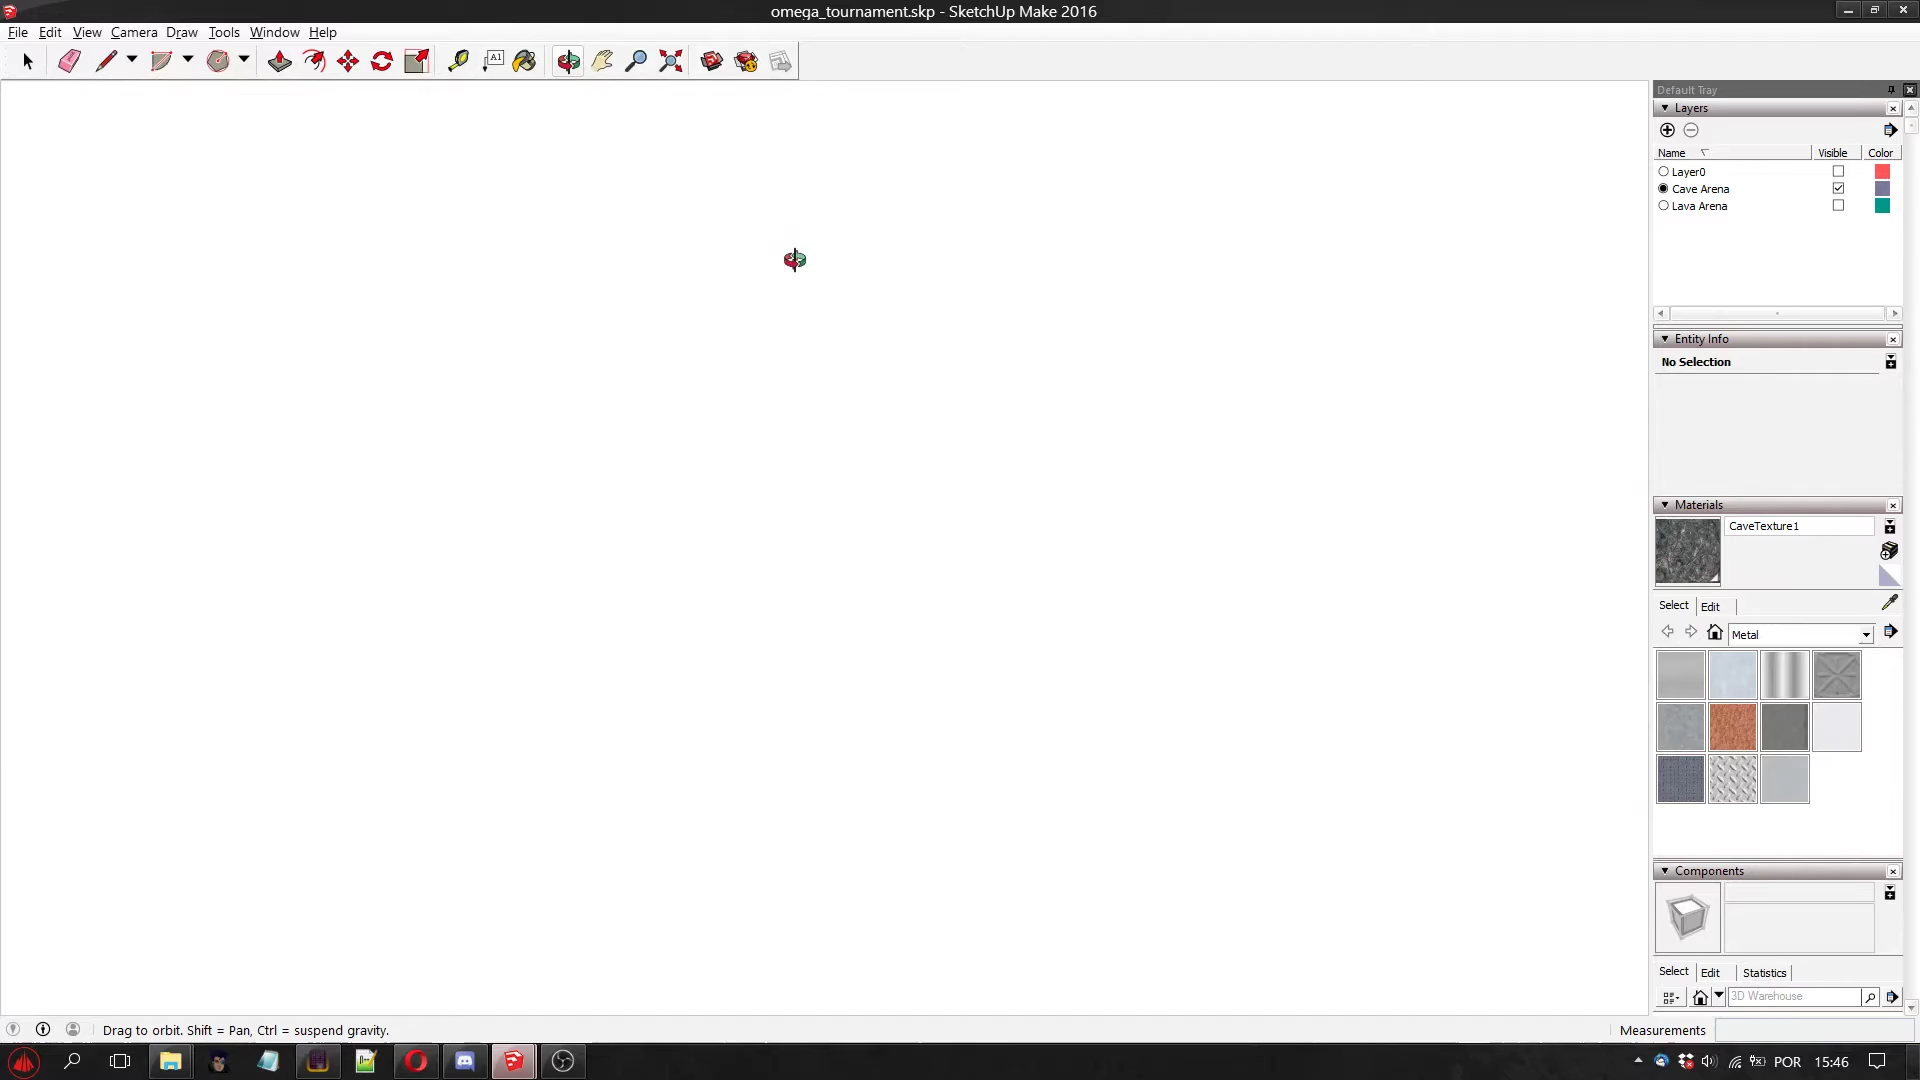 omega_tournament.skp - SketchUp Make 2016
File Edit View Camera Draw Tools Window Help
A1
Default Tray
Layers
Name Visible Color
Layer0
Cave Arena
Lava Arena
Entity Info
No Selection
Materials
CaveTexture1
Select Edit
Metal
Components
Select Edit Statistics
3D Warehouse
Drag to orbit. Shift = Pan, Ctrl = suspend gravity.
Measurements
POR 15:46